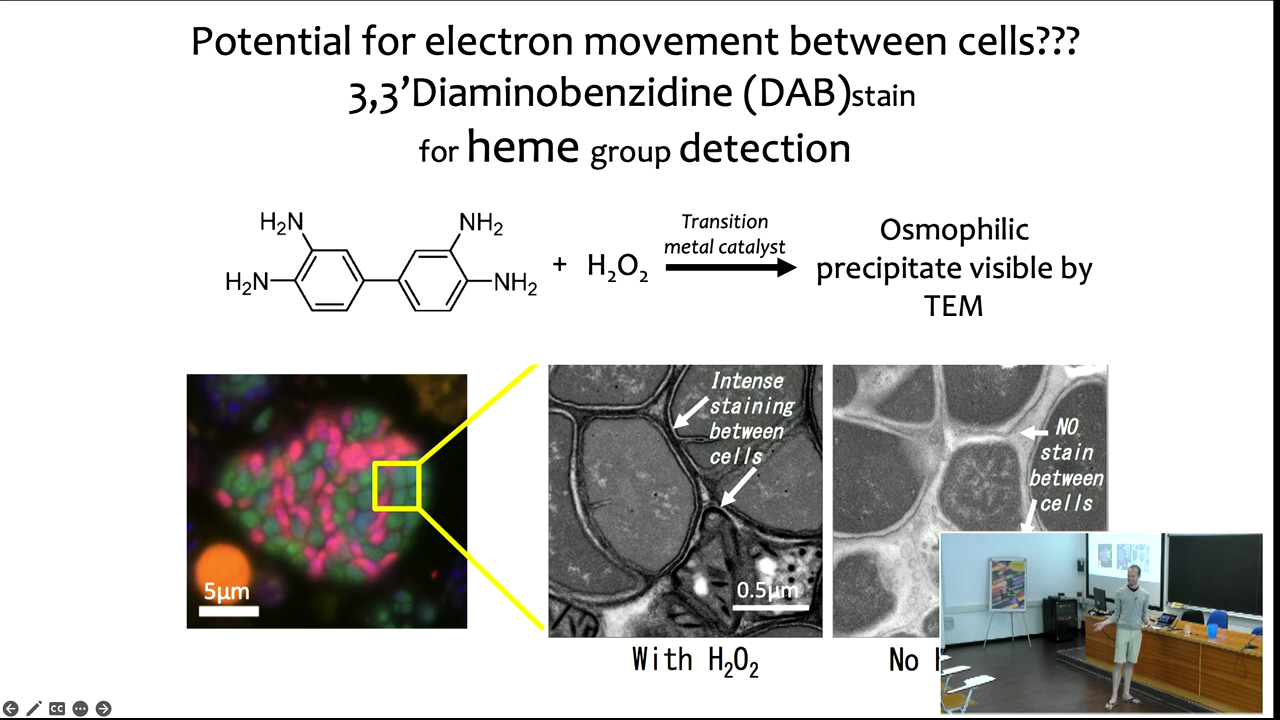 Potential for electron movement between cells???
3,3’Diaminobenzidine (DAB)stain
for heme group detection
H₂N
NH₂
H₂N
NH₂
+ H₂O₂
Transition
metal catalyst
Osmophilic
precipitate visible by
TEM
5µm
Intense
staining
between
cells
0.5µm
NO
stain
between
cells
With H₂O₂
No
CC